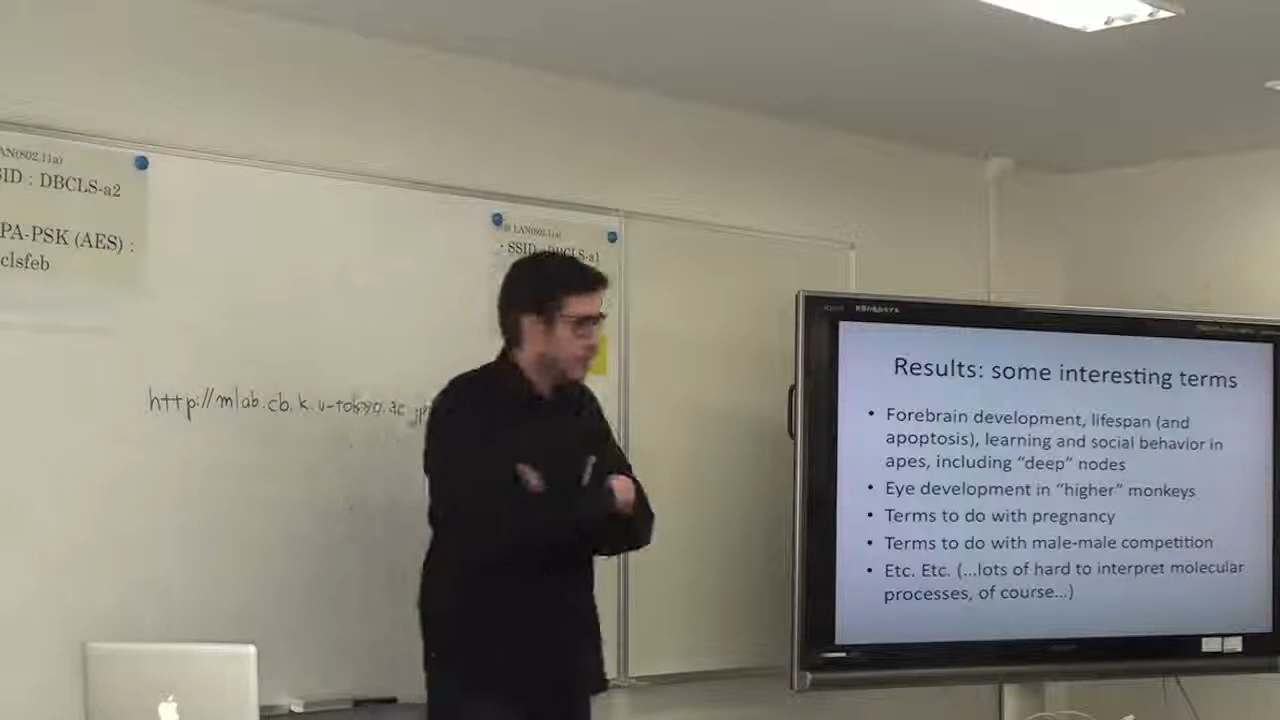 AN(802.11a)
SID : DBCLS-a2
PA-PSK (AES) :
clsfeb
LAN(802.11a)
・SSID : DBCLS-a1
http://mlab.cb.k.u-tokyo.ac.jp
Results: some interesting terms
• Forebrain development, lifespan (and
apoptosis), learning and social behavior in
apes, including “deep” nodes
• Eye development in “higher” monkeys
• Terms to do with pregnancy
• Terms to do with male-male competition
• Etc. Etc. (...lots of hard to interpret molecular
processes, of course...)